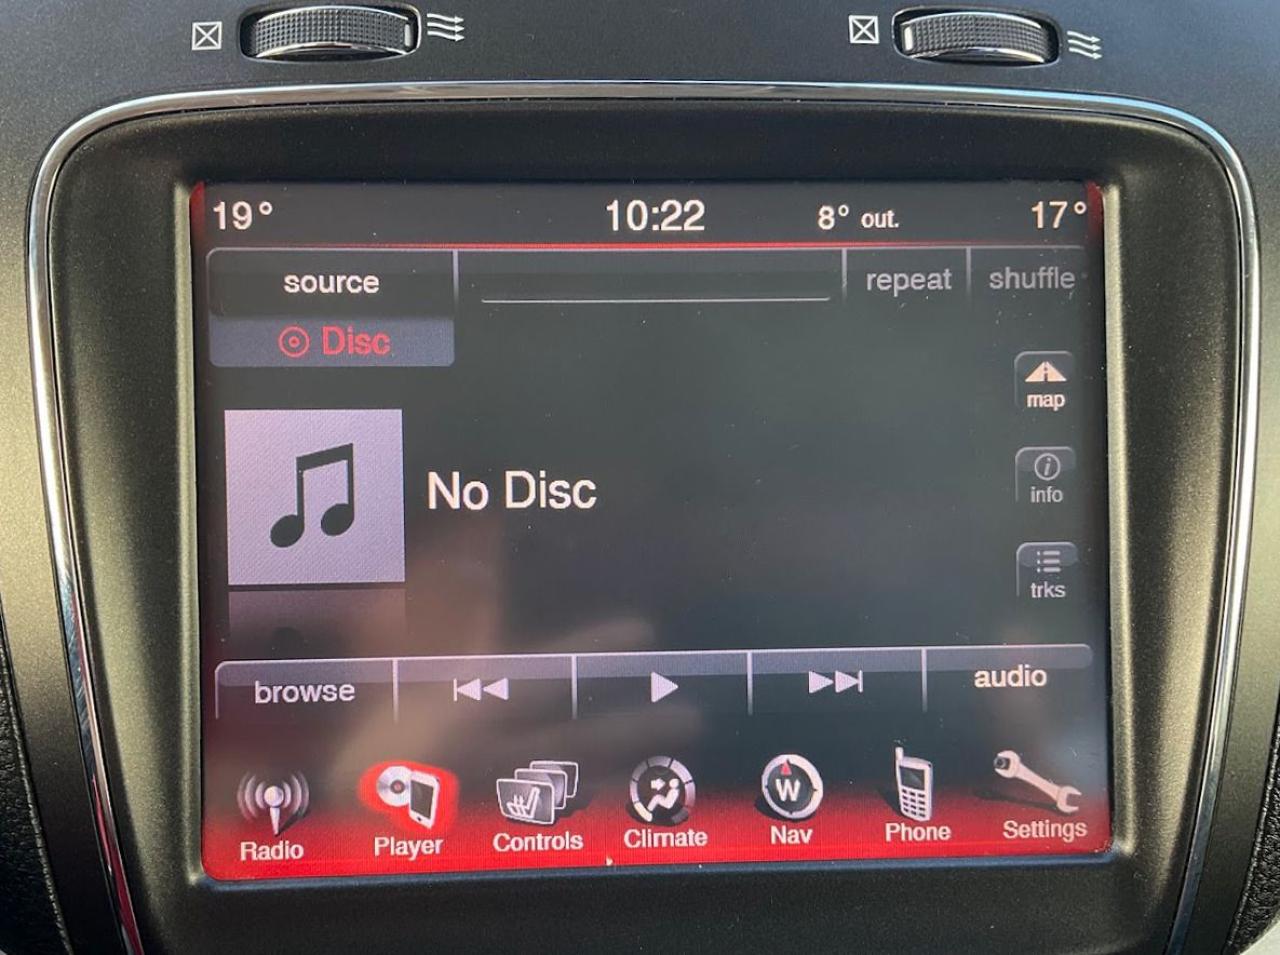 19° 10:22 8° out. 17°
source repeat shuffle
Disc
map
No Disc
info
trks
browse audio
W
Radio Player Controls Climate Nav Phone Settings